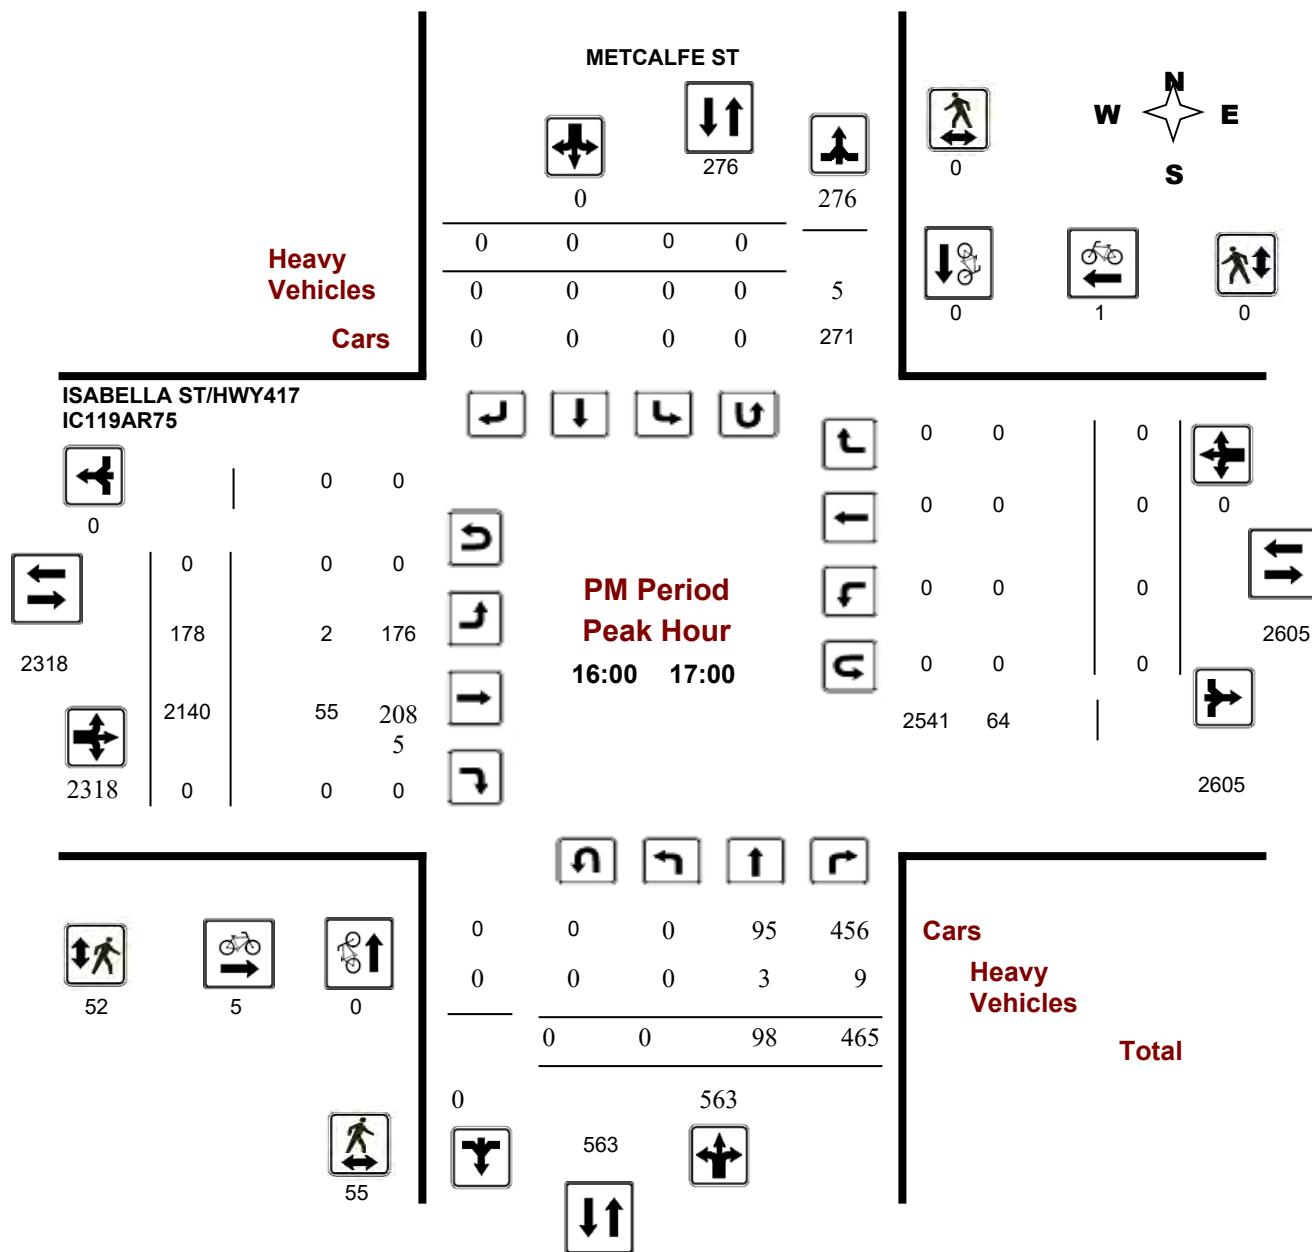 METCALFE ST
N
W E
S
276
0
0 276
0 0 0 0
Heavy
Vehicles
0 0 0 0 5
0 1 0
Cars
0 0 0 0 271
ISABELLA ST/HWY417
IC119AR75
0 0 0
0 0
0
0 0 0
0
0 0 0
PM Period
0 0 0
178 2 176
Peak Hour
2605
2318
16:00 17:00
0 0 0
2140 55 208
5
2541 64
2318 0 0 0
2605
0 0 0 95 456
Cars
0 0 0 3 9
Heavy
Vehicles
52 5 0
0 0 98 465
Total
0 563
563
55